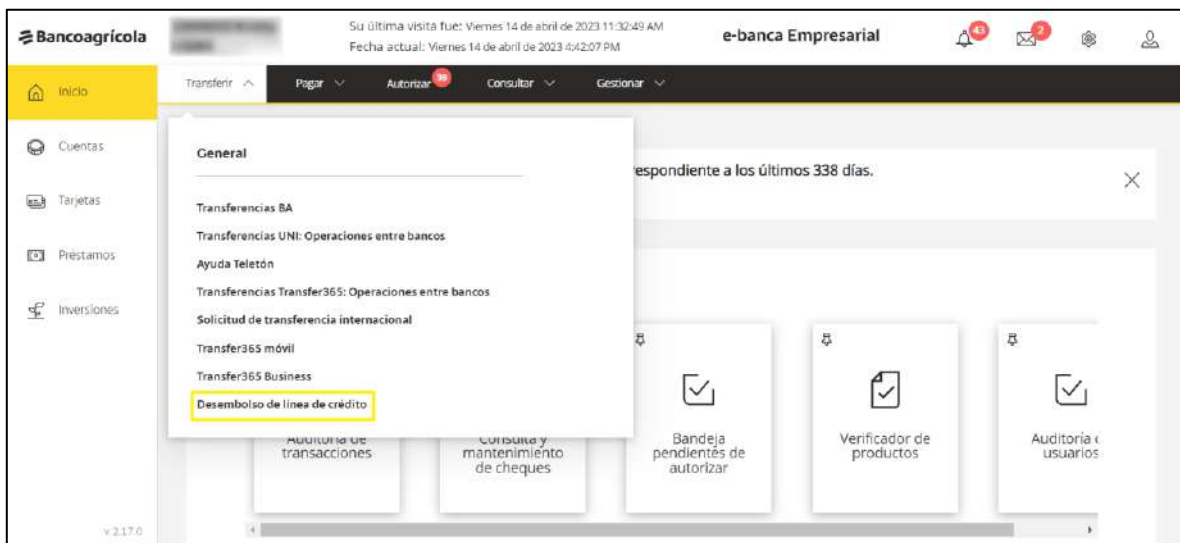 Bancoagrícola
Su última visita fue: Viernes 14 de abril de 2023 11:32:49 AM
Fecha actual: Viernes 14 de abril de 2023 4:42:07 PM
e-banca Empresarial
43
2
Inicio
Transferir
Pagar
Autorizar
39
Consultar
Gestionar
Cuentas
Tarjetas
Préstamos
Inversiones
General
Transferencias BA
Transferencias UNI: Operaciones entre bancos
Ayuda Teletón
Transferencias Transfer365: Operaciones entre bancos
Solicitud de transferencia internacional
Transfer365 móvil
Transfer365 Business
Desembolso de línea de crédito
respondiente a los últimos 338 días.
Auditoría de
transacciones
Consulta y
mantenimiento
de cheques
Bandeja
pendientes de
autorizar
Verificador de
productos
Auditoría
usuarios
v 2.17.0